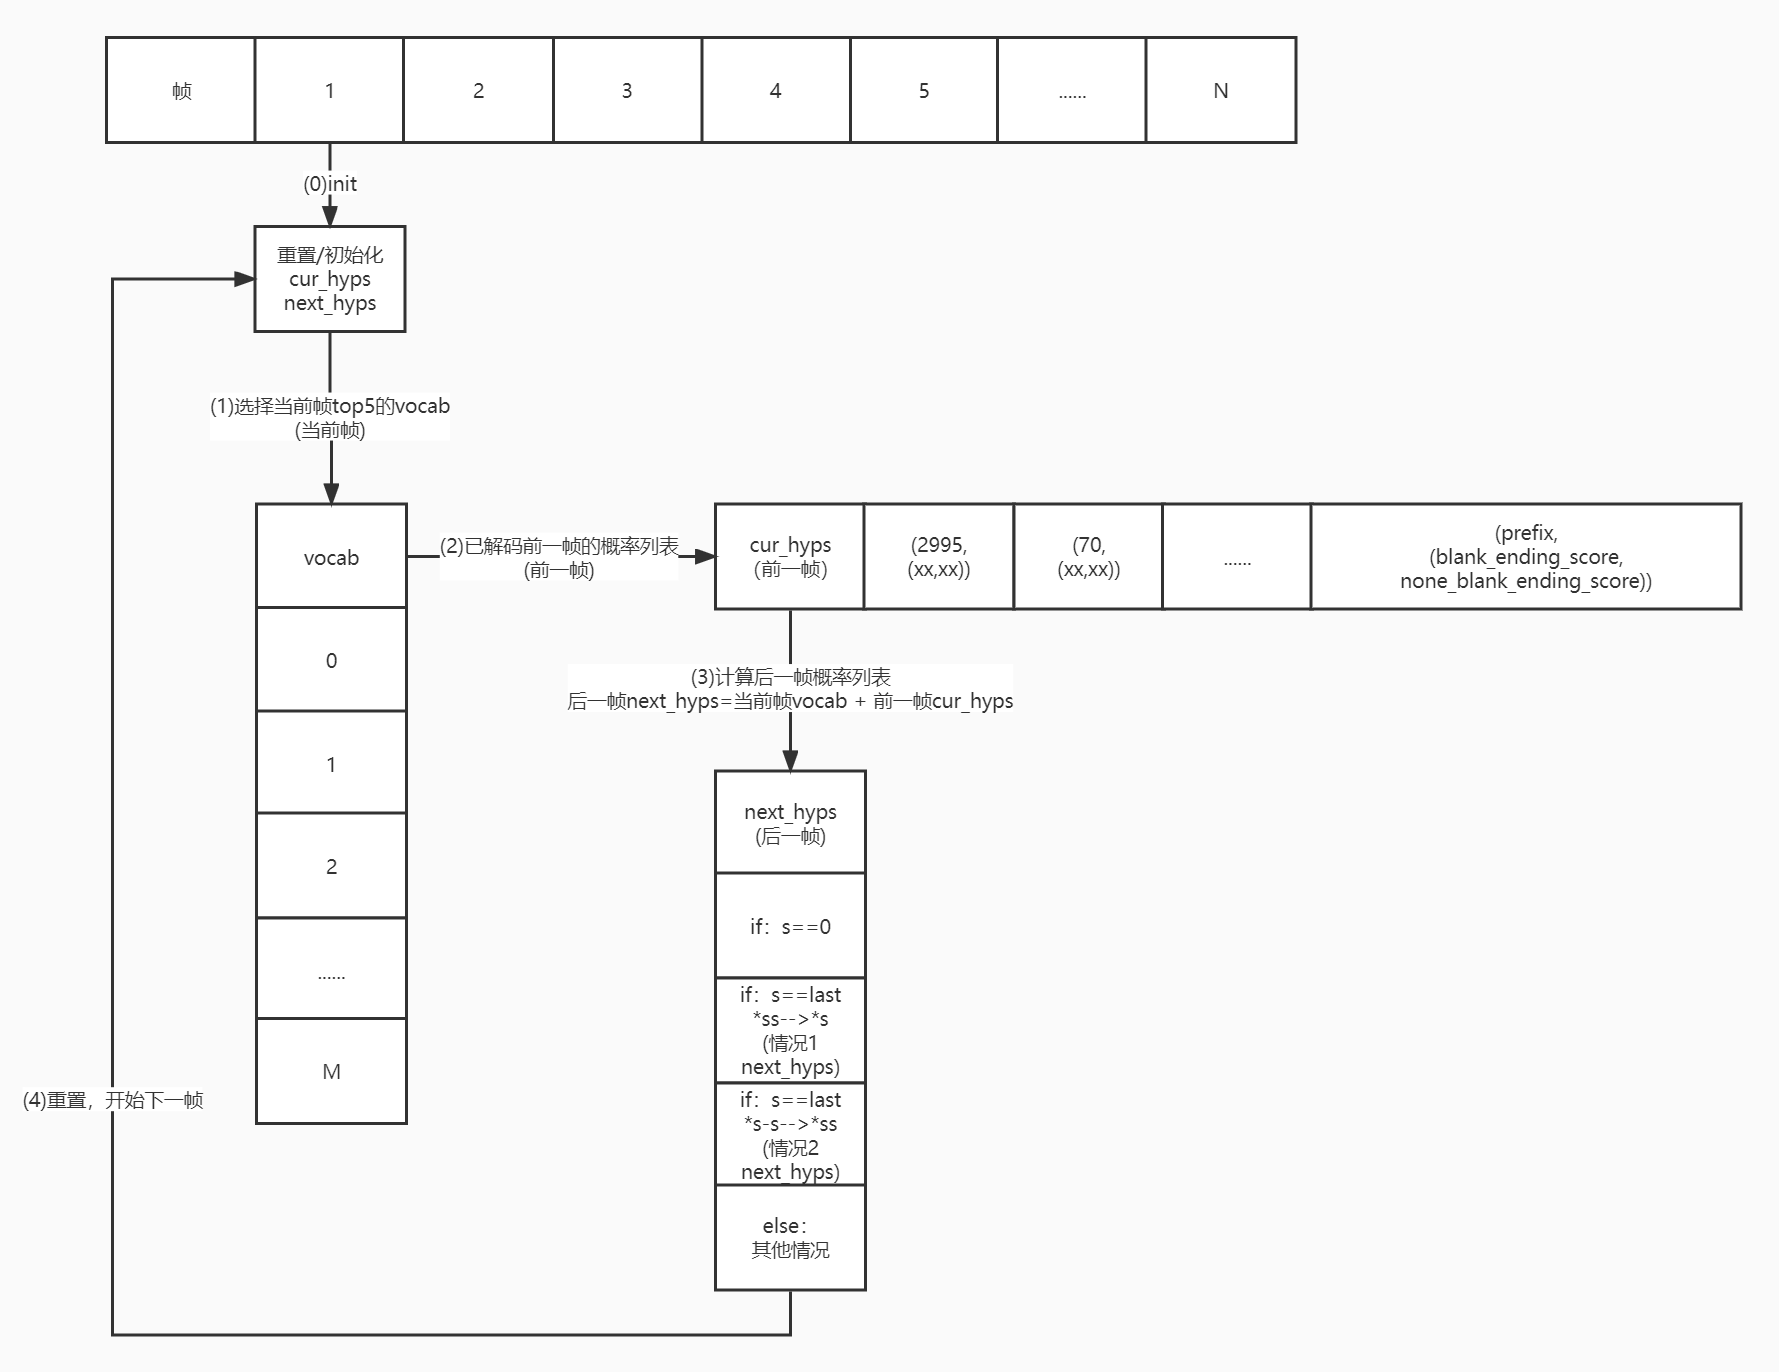 帧
1
2
3
4
5
......
N
(0)init
重置/初始化
cur_hyps
next_hyps
(1)选择当前帧top5的vocab
(当前帧)
vocab
0
1
2
......
M
(2)已解码前一帧的概率列表
(前一帧)
cur_hyps
(前一帧)
(2995,
(xx,xx))
(70,
(xx,xx))
......
(prefix,
(blank_ending_score,
none_blank_ending_score))
(3)计算后一帧概率列表
后一帧next_hyps=当前帧vocab + 前一帧cur_hyps
next_hyps
(后一帧)
if：s==0
if：s==last
*ss-->*s
(情况1
next_hyps)
if：s==last
*s-s-->*ss
(情况2
next_hyps)
else：
其他情况
(4)重置，开始下一帧